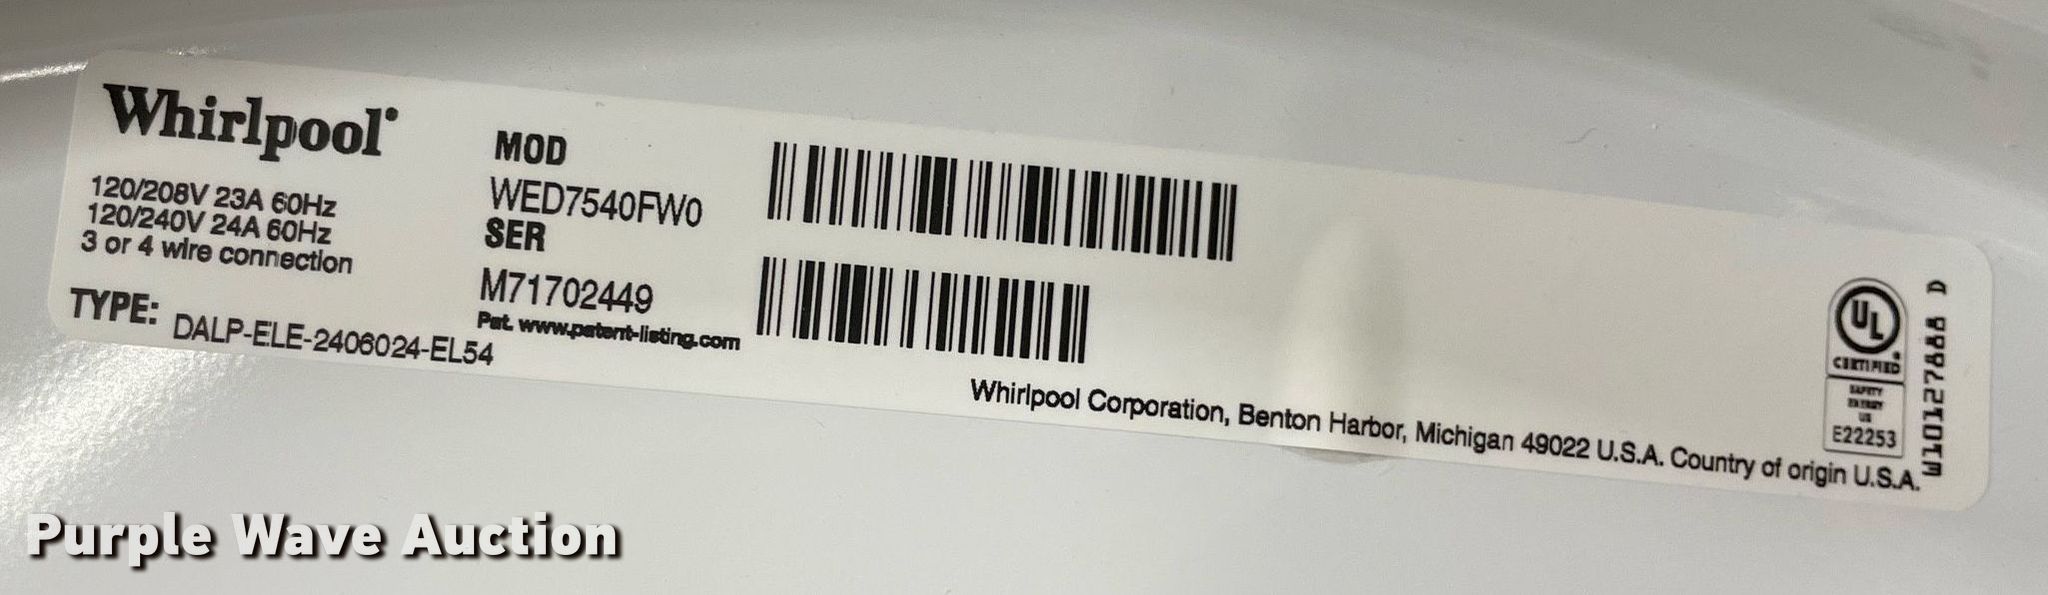 Whirlpool
120/208V 23A 60Hz
120/240V 24A 60Hz
3 or 4 wire connection
TYPE: DALP-ELE-2406024-EL54
MOD
WED7540FW0
SER
M71702449
Pat. www.patent-listing.com
Whirlpool Corporation, Benton Harbor, Michigan 49022 U.S.A. Country of origin U.S.A.
UL
CERTIFIED
SAFETY
US
E22253
W10127888 D
Purple Wave Auction